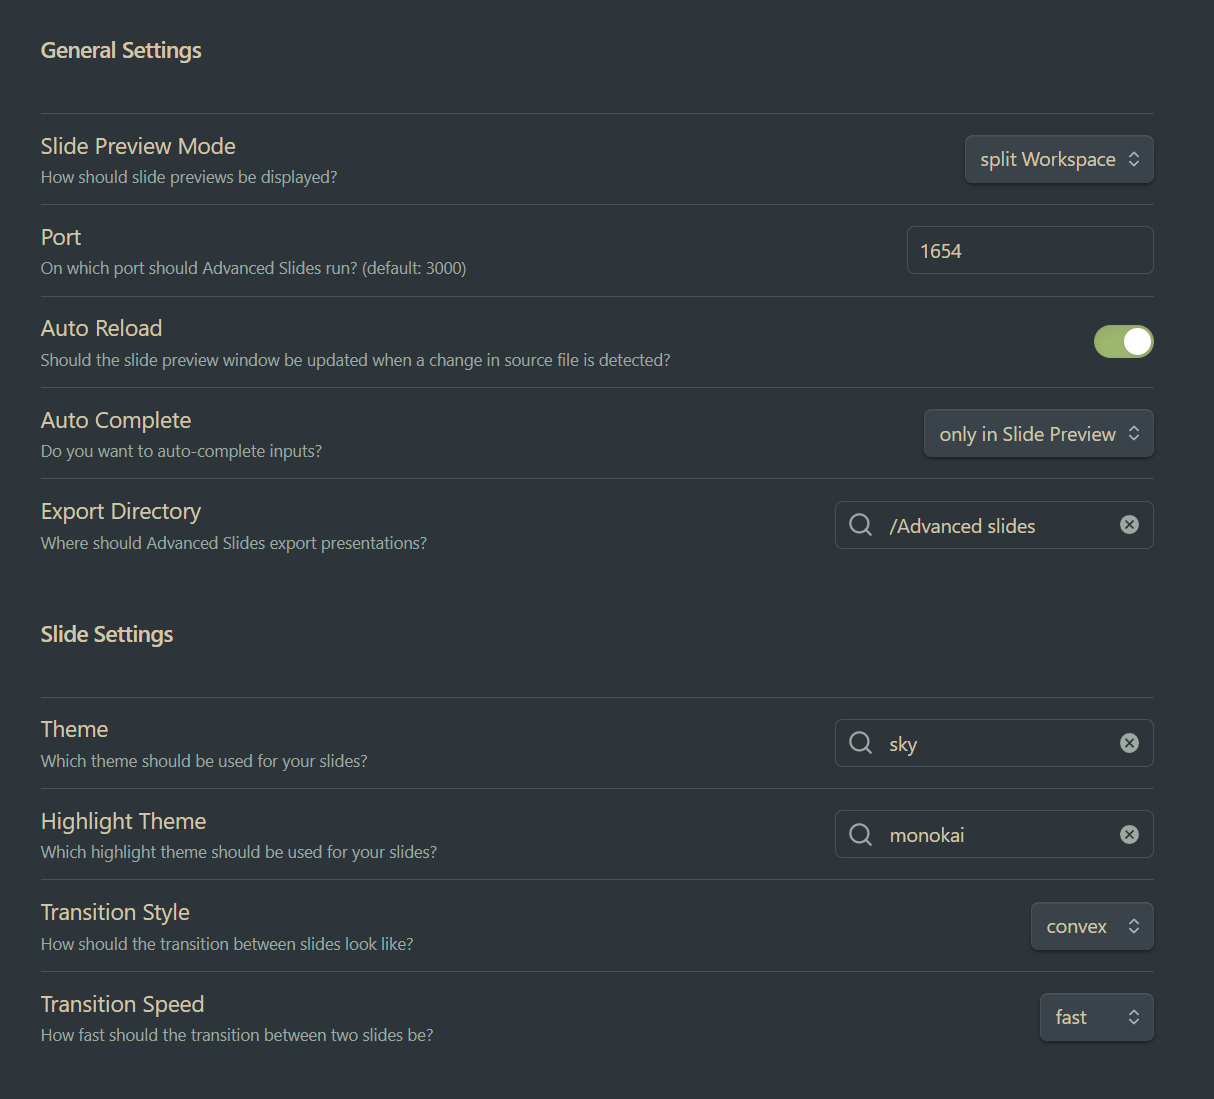 General Settings
Slide Preview Mode
How should slide previews be displayed?
split Workspace
Port
On which port should Advanced Slides run? (default: 3000)
1654
Auto Reload
Should the slide preview window be updated when a change in source file is detected?
Auto Complete
Do you want to auto-complete inputs?
only in Slide Preview
Export Directory
Where should Advanced Slides export presentations?
/Advanced slides
Slide Settings
Theme
Which theme should be used for your slides?
sky
Highlight Theme
Which highlight theme should be used for your slides?
monokai
Transition Style
How should the transition between slides look like?
convex
Transition Speed
How fast should the transition between two slides be?
fast